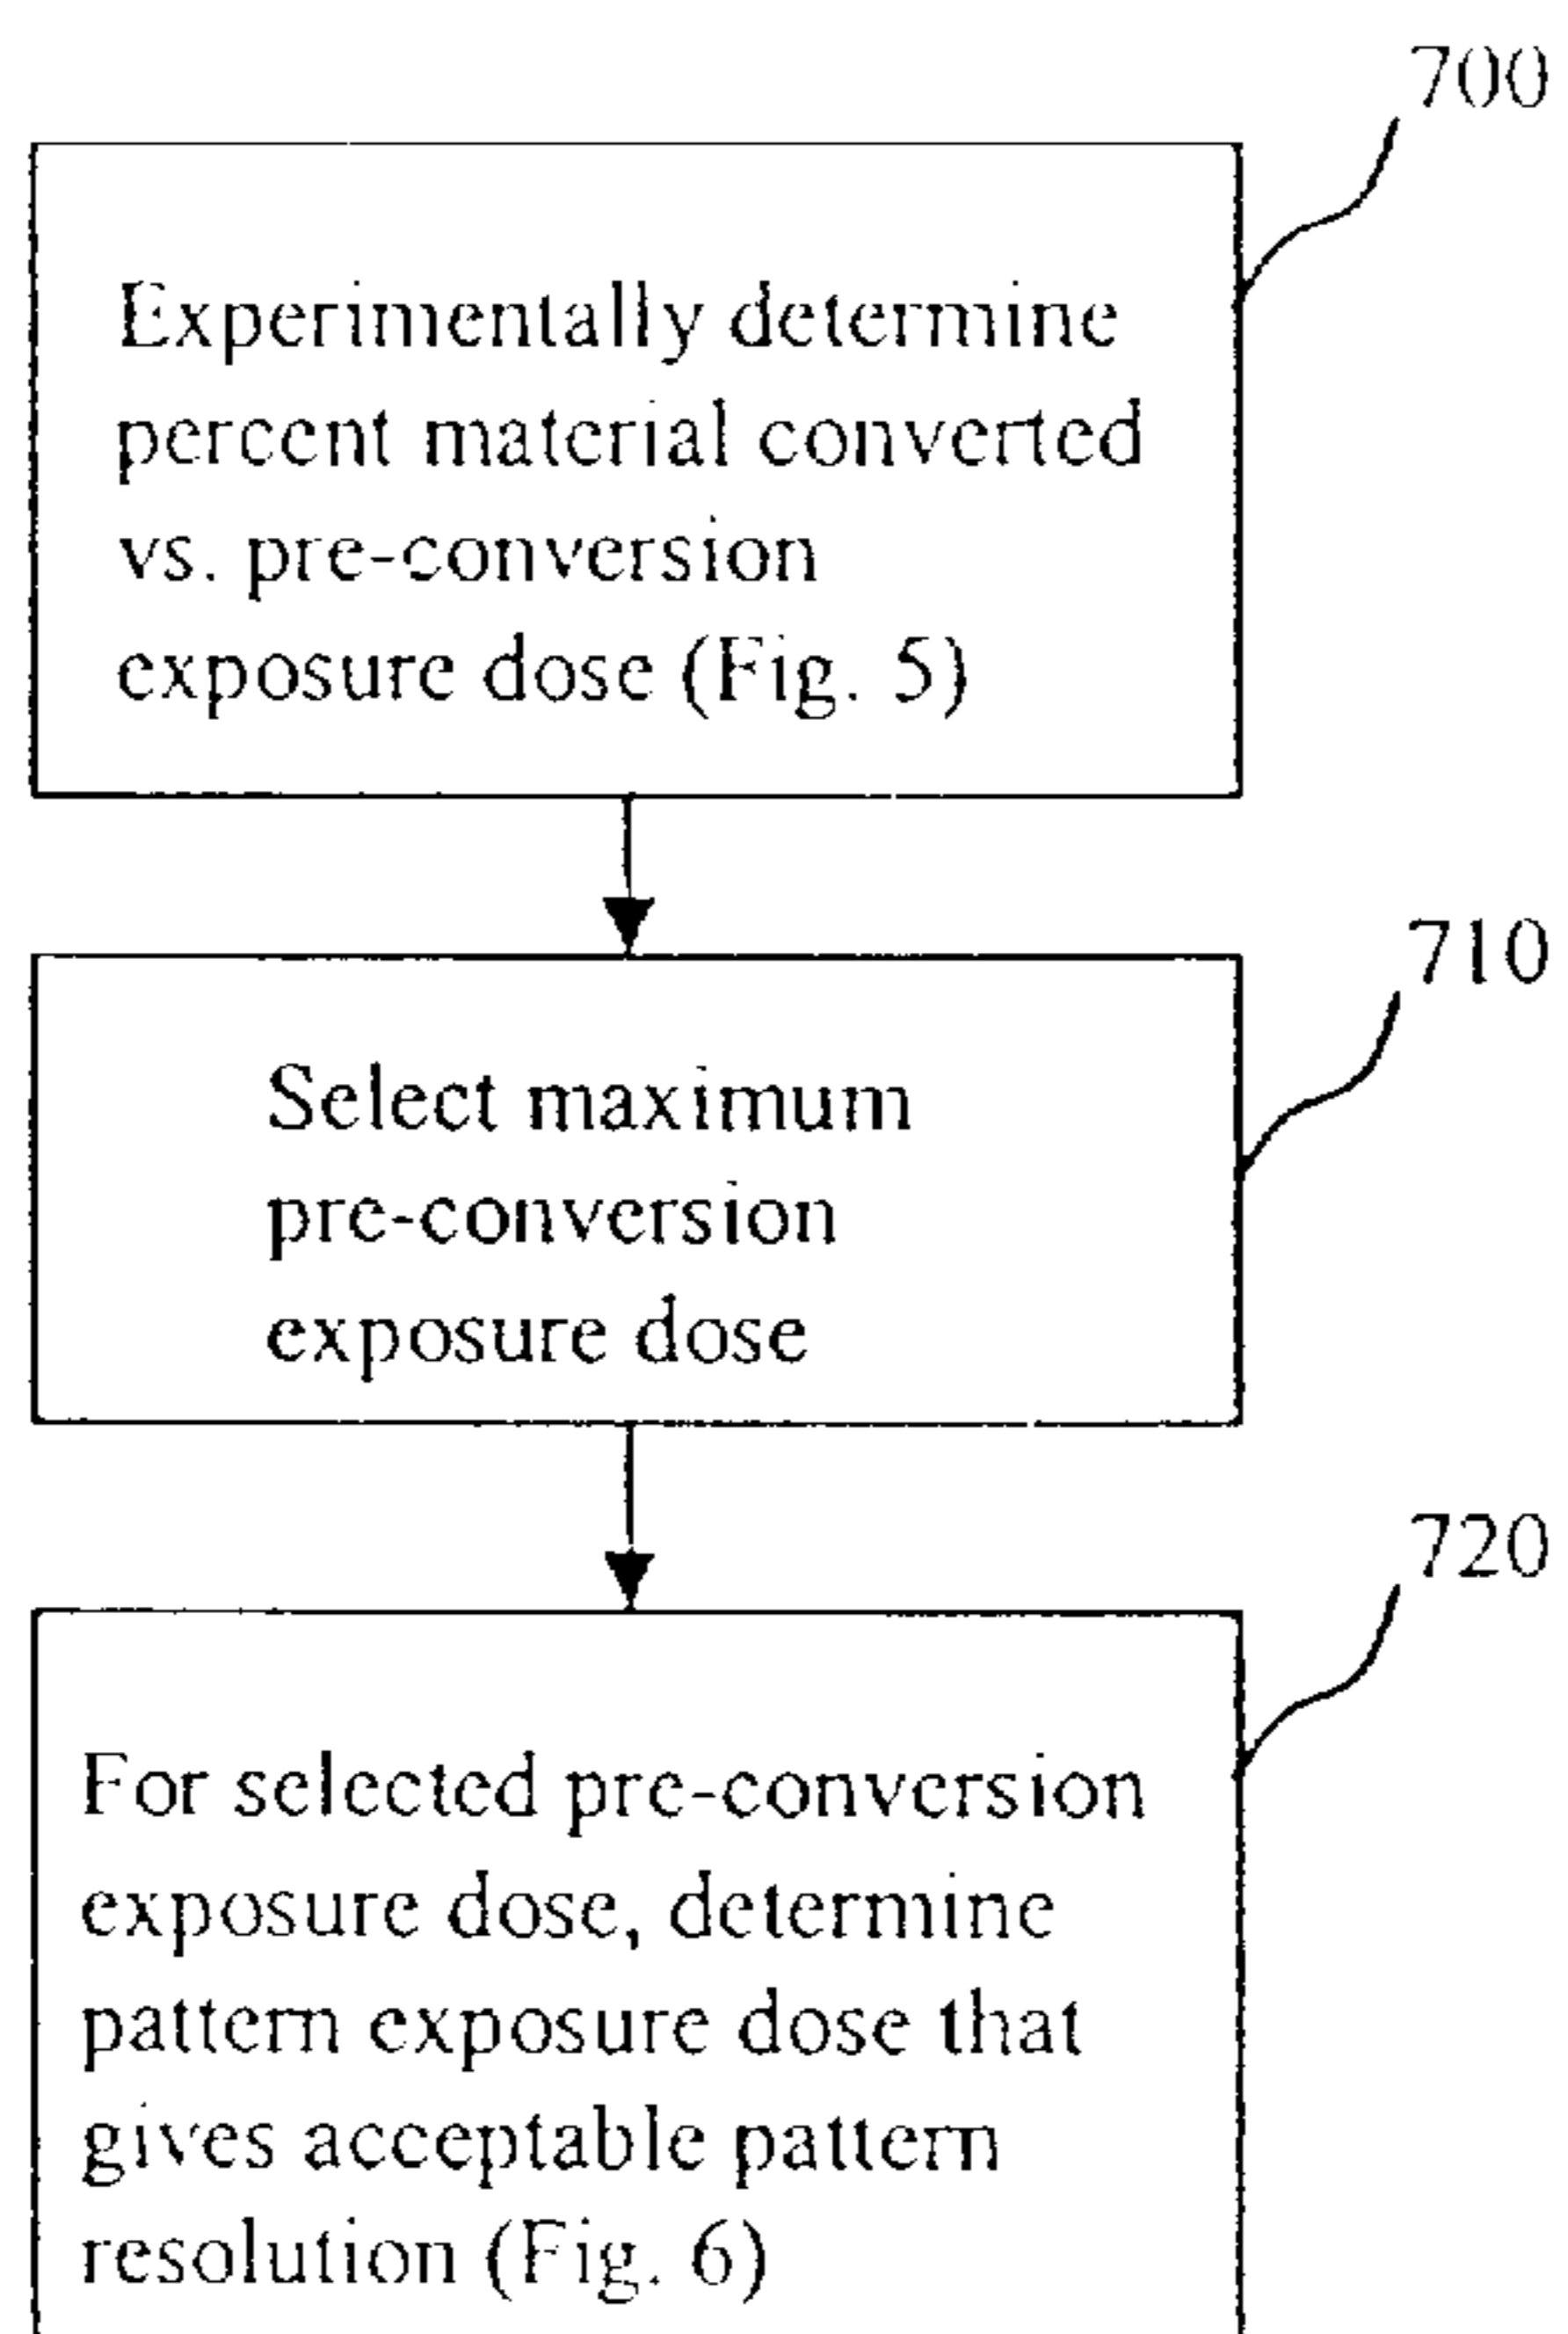 700
Experimentally determine
percent material converted
vs. pre-conversion
exposure dose (Fig. 5)
710
Select maximum
pre-conversion
exposure dose
720
For selected pre-conversion
exposure dose, determine
pattern exposure dose that
gives acceptable pattern
resolution (Fig. 6)